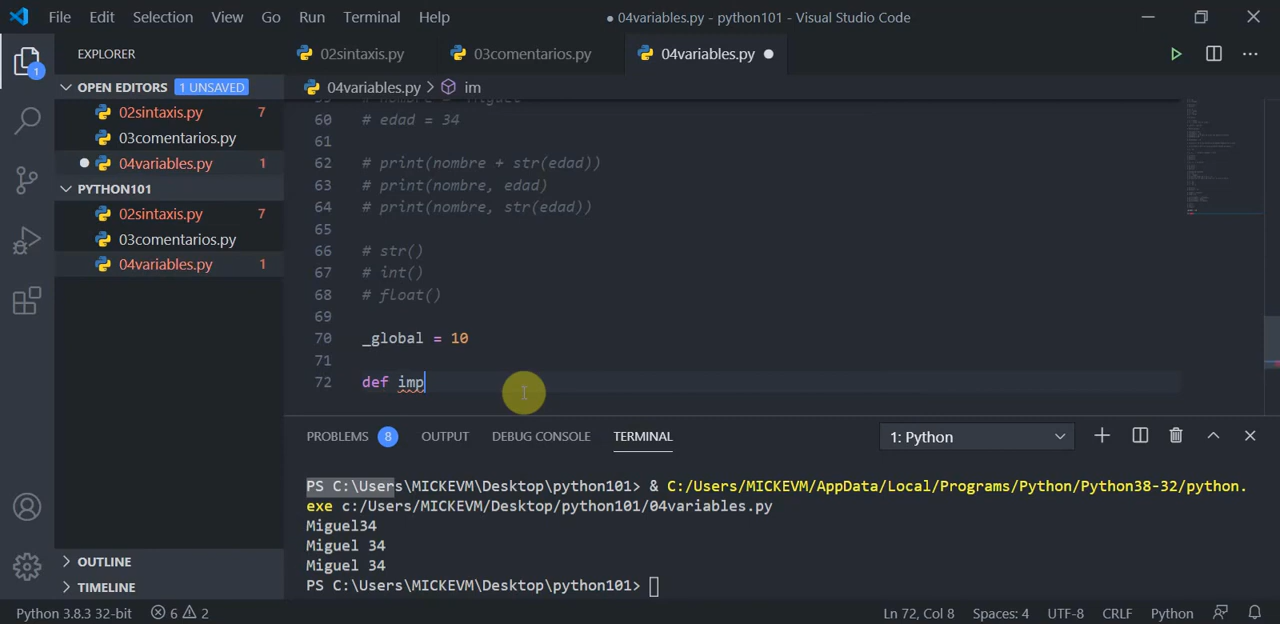 File Edit Selection View Go Run Terminal Help ● 04variables.py - python101 - Visual Studio Code
EXPLORER
02sintaxis.py 03comentarios.py 04variables.py
OPEN EDITORS 1 UNSAVED
04variables.py > im
02sintaxis.py 7
03comentarios.py
04variables.py 1
PYTHON101
02sintaxis.py 7
03comentarios.py
04variables.py 1
OUTLINE
TIMELINE
60 # edad = 34
61
62 # print(nombre + str(edad))
63 # print(nombre, edad)
64 # print(nombre, str(edad))
65
66 # str()
67 # int()
68 # float()
69
70 _global = 10
71
72 def imp
PROBLEMS 8 OUTPUT DEBUG CONSOLE TERMINAL 1: Python
PS C:\Users\MICKEVM\Desktop\python101> & C:/Users/MICKEVM/AppData/Local/Programs/Python/Python38-32/python.
exe c:/Users/MICKEVM/Desktop/python101/04variables.py
Miguel34
Miguel 34
Miguel 34
PS C:\Users\MICKEVM\Desktop\python101>
Python 3.8.3 32-bit 6 2 Ln 72, Col 8 Spaces: 4 UTF-8 CRLF Python